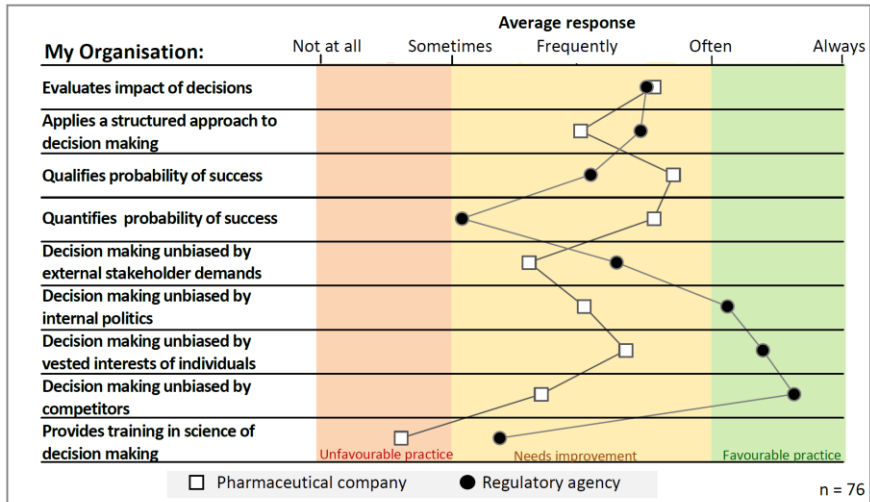 Average response
My Organisation:
Not at all
Sometimes
Frequently
Often
Always
Evaluates impact of decisions
Applies a structured approach to
decision making
Qualifies probability of success
Quantifies probability of success
Decision making unbiased by
external stakeholder demands
Decision making unbiased by
internal politics
Decision making unbiased by
vested interests of individuals
Decision making unbiased by
competitors
Provides training in science of
decision making
Unfavourable practice
Needs improvement
Favourable practice
Pharmaceutical company
Regulatory agency
n = 76